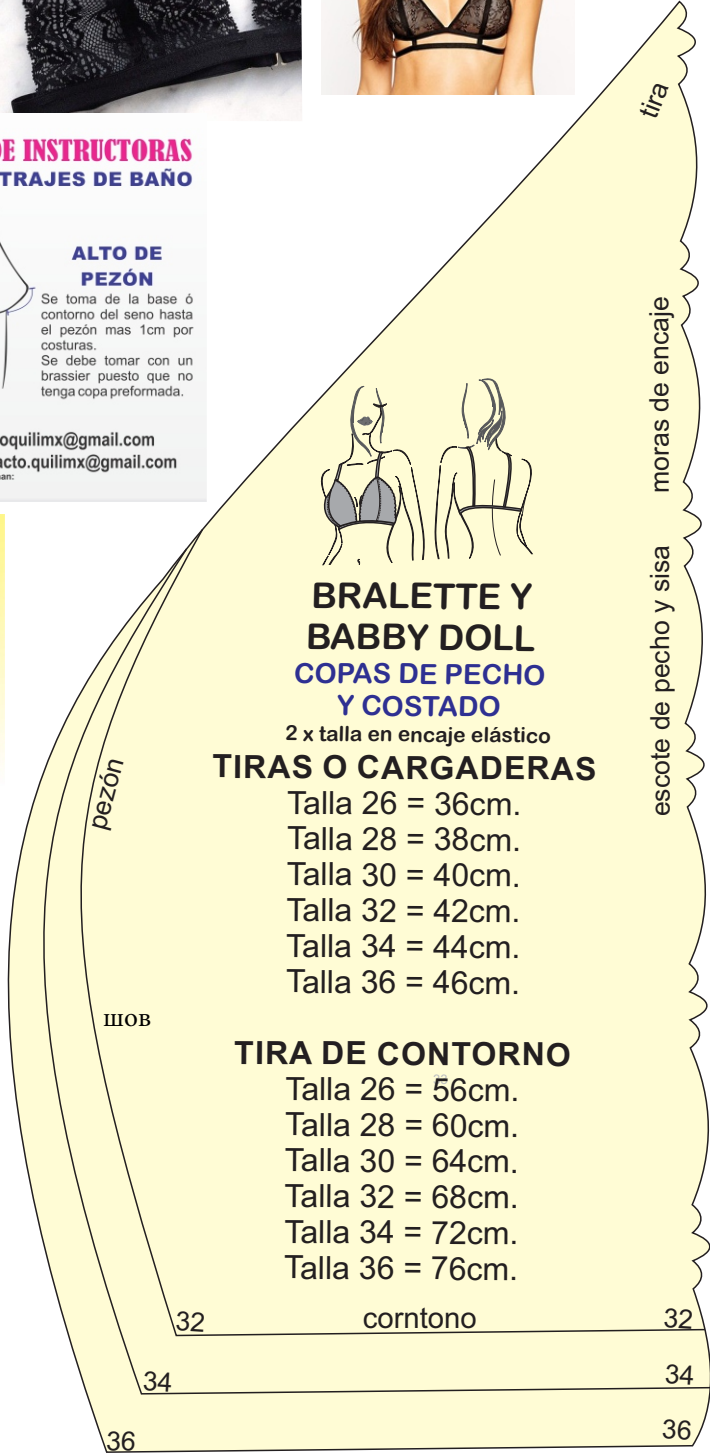 DE INSTRUCTORAS
TRAJES DE BAÑO
ALTO DE
PEZÓN
Se toma de la base ó
contorno del seno hasta
el pezón mas 1cm por
costuras.
Se debe tomar con un
brassier puesto que no
tenga copa preformada.
oquilimx@gmail.com
acto.quilimx@gmail.com
tira
moras de encaje
escote de pecho y sisa
BRALETTE Y
BABBY DOLL
COPAS DE PECHO
Y COSTADO
2 x talla en encaje elástico
TIRAS O CARGADERAS
Talla 26 = 36cm.
Talla 28 = 38cm.
Talla 30 = 40cm.
Talla 32 = 42cm.
Talla 34 = 44cm.
Talla 36 = 46cm.
pezón
шов
TIRA DE CONTORNO
Talla 26 = 56cm.
Talla 28 = 60cm.
Talla 30 = 64cm.
Talla 32 = 68cm.
Talla 34 = 72cm.
Talla 36 = 76cm.
32 corntono 32
34 34
36 36